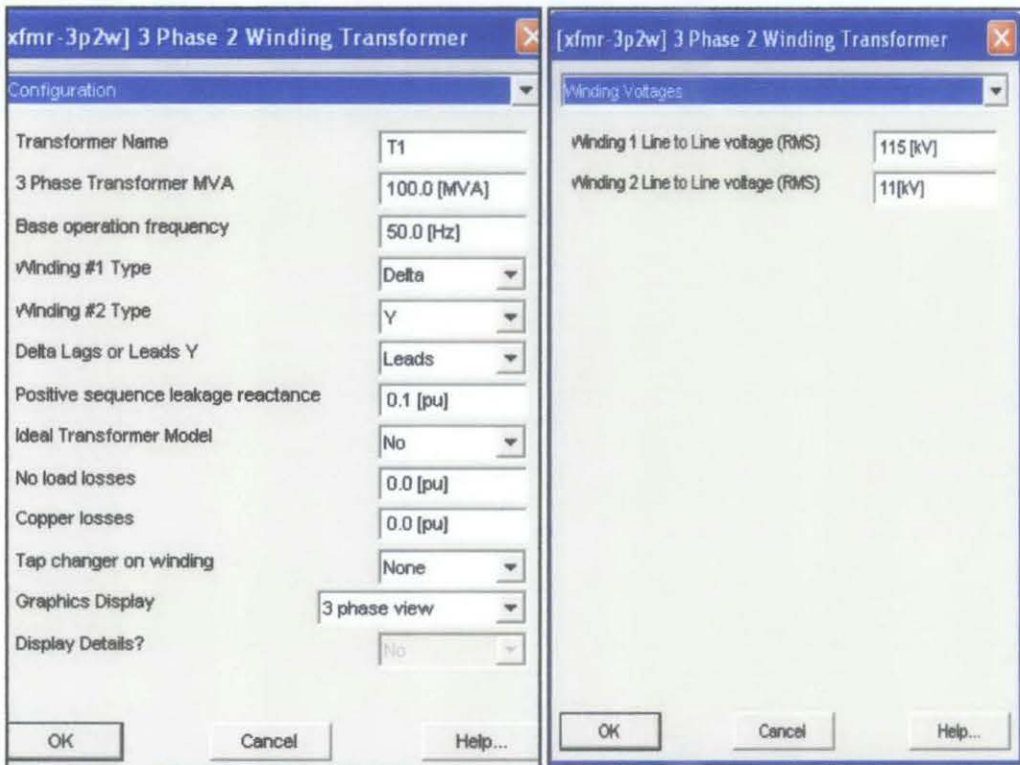 xfmr-3p2w] 3 Phase 2 Winding Transformer
Configuration
Transformer Name T1
3 Phase Transformer MVA 100.0 [MVA]
Base operation frequency 50.0 [Hz]
Winding #1 Type Delta
Winding #2 Type Y
Delta Lags or Leads Y Leads
Positive sequence leakage reactance 0.1 [pu]
Ideal Transformer Model No
No load losses 0.0 [pu]
Copper losses 0.0 [pu]
Tap changer on winding None
Graphics Display 3 phase view
Display Details? No
OK Cancel Help...
[xfmr-3p2w] 3 Phase 2 Winding Transformer
Winding Voltages
Winding 1 Line to Line voltage (RMS) 115 [kV]
Winding 2 Line to Line voltage (RMS) 11[kV]
OK Cancel Help...